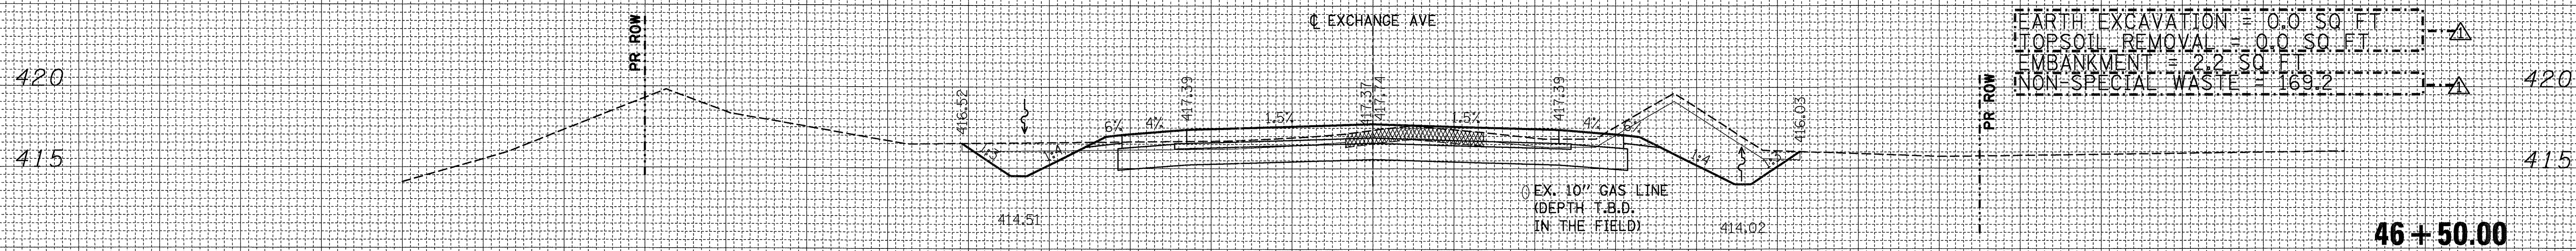 ℄ EXCHANGE AVE
EARTH EXCAVATION = 0.0 SQ FT
TOPSOIL REMOVAL = 0.0 SQ FT
EMBANKMENT = 2.2 SQ FT
NON-SPECIAL WASTE = 169.2
1
1
PR ROW
PR ROW
420
420
415
415
416.52
417.39
417.37
417.74
417.39
416.03
6%
4%
1.5%
1.5%
4%
6%
1:3
1:4
1:4
1:3
414.51
EX. 10" GAS LINE
(DEPTH T.B.D.
IN THE FIELD)
414.02
46 + 50.00